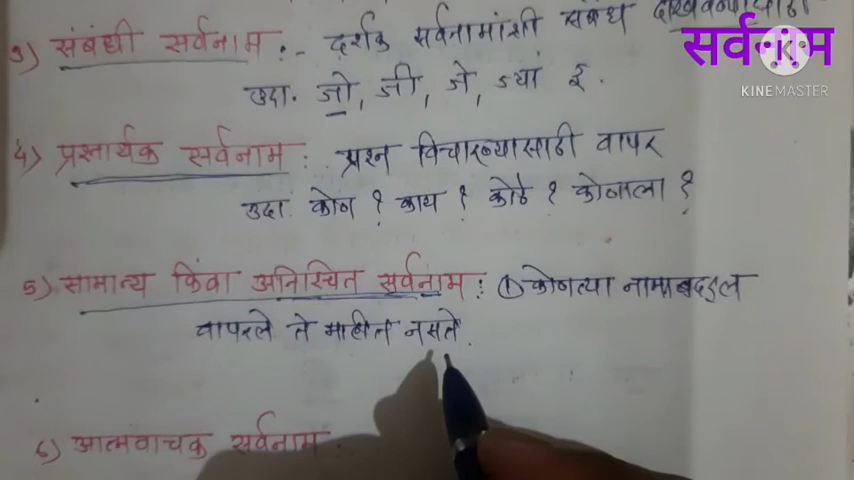 ३) संबंधी सर्वनाम :- दर्शक सर्वनामांशी संबंध दाखवण्यासाठी
सर्वनाम
KINEMASTER
उदा. जो, जी, जे, ज्या ई.
४) प्रश्नार्थक सर्वनाम : प्रश्न विचारण्यासाठी वापर
उदा. कोण ? काय ? कोठे ? कोणाला ?
५) सामान्य किंवा अनिश्चित सर्वनाम : ① कोणत्या नामाबद्दल
वापरले ते माहीत नसते.
६) आत्मवाचक सर्वनाम.